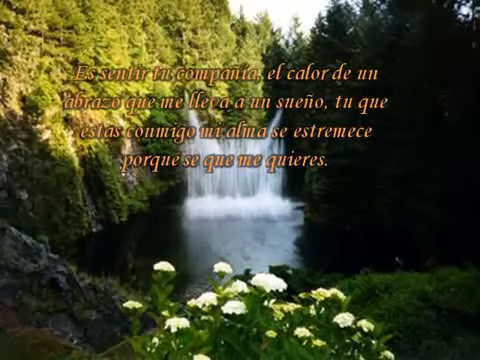 Es sentir tu compañía, el calor de un
abrazo que me lleva a un sueño, tu que
estas conmigo mi alma se estremece
porque se que me quieres.